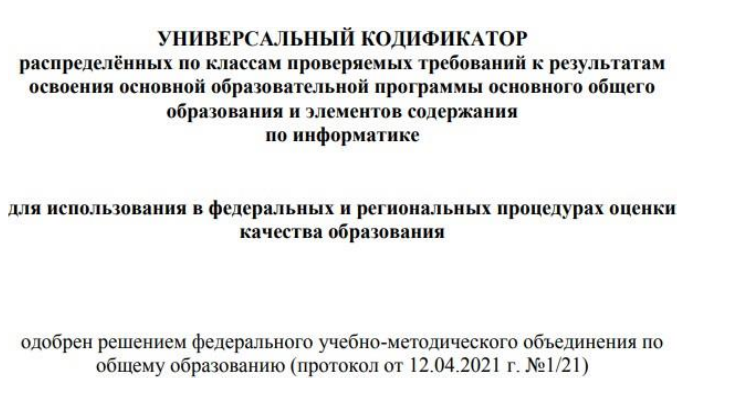 УНИВЕРСАЛЬНЫЙ КОДИФИКАТОР
распределённых по классам проверяемых требований к результатам
освоения основной образовательной программы основного общего
образования и элементов содержания
по информатике
для использования в федеральных и региональных процедурах оценки
качества образования
одобрен решением федерального учебно-методического объединения по
общему образованию (протокол от 12.04.2021 г. №1/21)